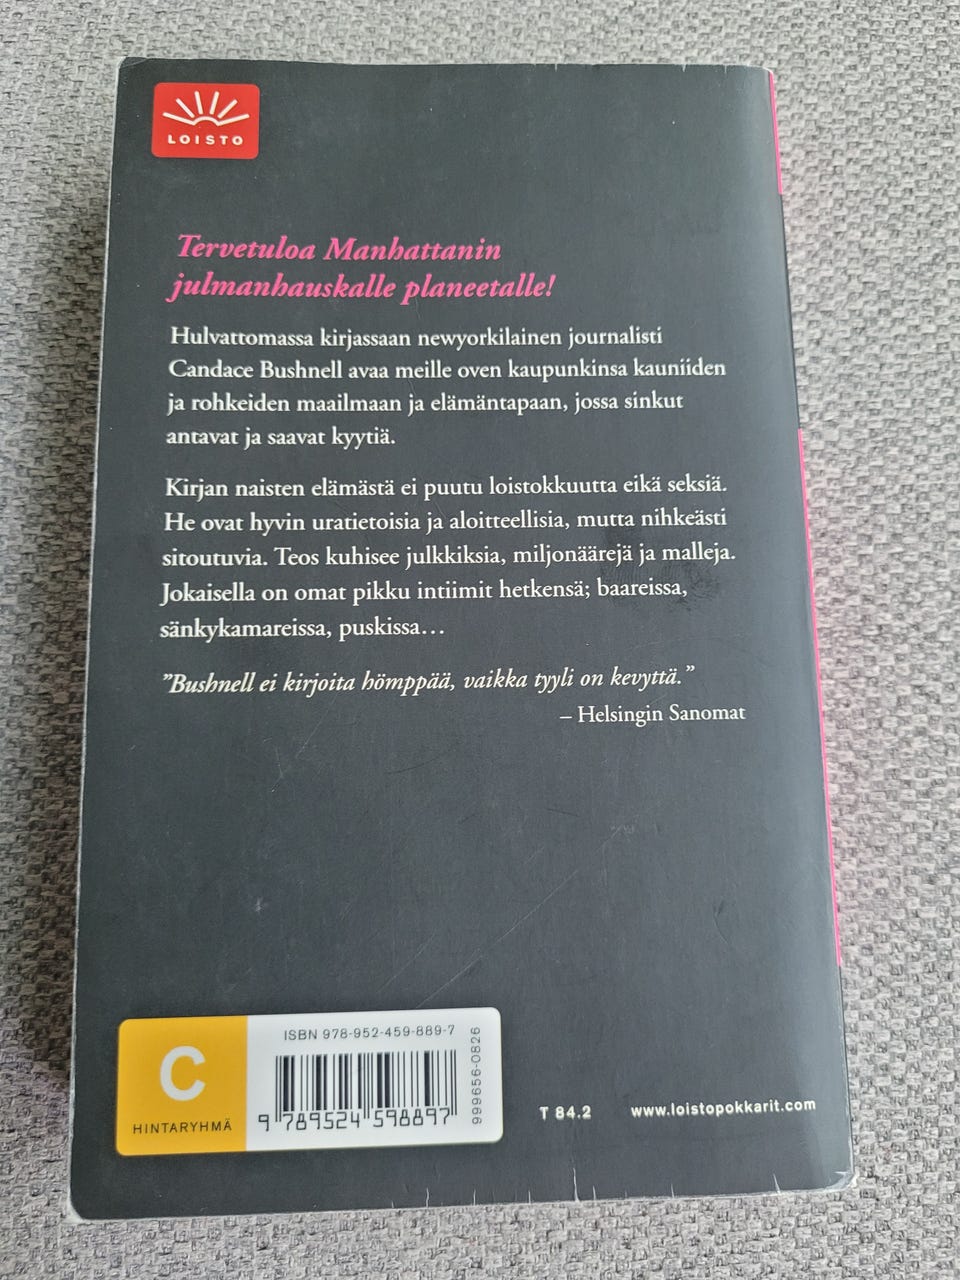 LOISTO
Tervetuloa Manhattanin
julmanhauskalle planeetalle!
Hulvattomassa kirjassaan newyorkilainen journalisti
Candace Bushnell avaa meille oven kaupunkinsa kauniiden
ja rohkeiden maailmaan ja elämäntapaan, jossa sinkut
antavat ja saavat kyytiä.
Kirjan naisten elämästä ei puutu loistokkuutta eikä seksiä.
He ovat hyvin uratietoisia ja aloitteellisia, mutta nihkeästi
sitoutuvia. Teos kuhisee julkkiksia, miljonäärejä ja malleja.
Jokaisella on omat pikku intiimit hetkensä; baareissa,
sänkykamareissa, puskissa…
”Bushnell ei kirjoita hömppää, vaikka tyyli on kevyttä.”
– Helsingin Sanomat
C
HINTARYHMÄ
ISBN 978-952-459-889-7
9 789524 598897
999656-0826
T 84.2
www.loistopokkarit.com